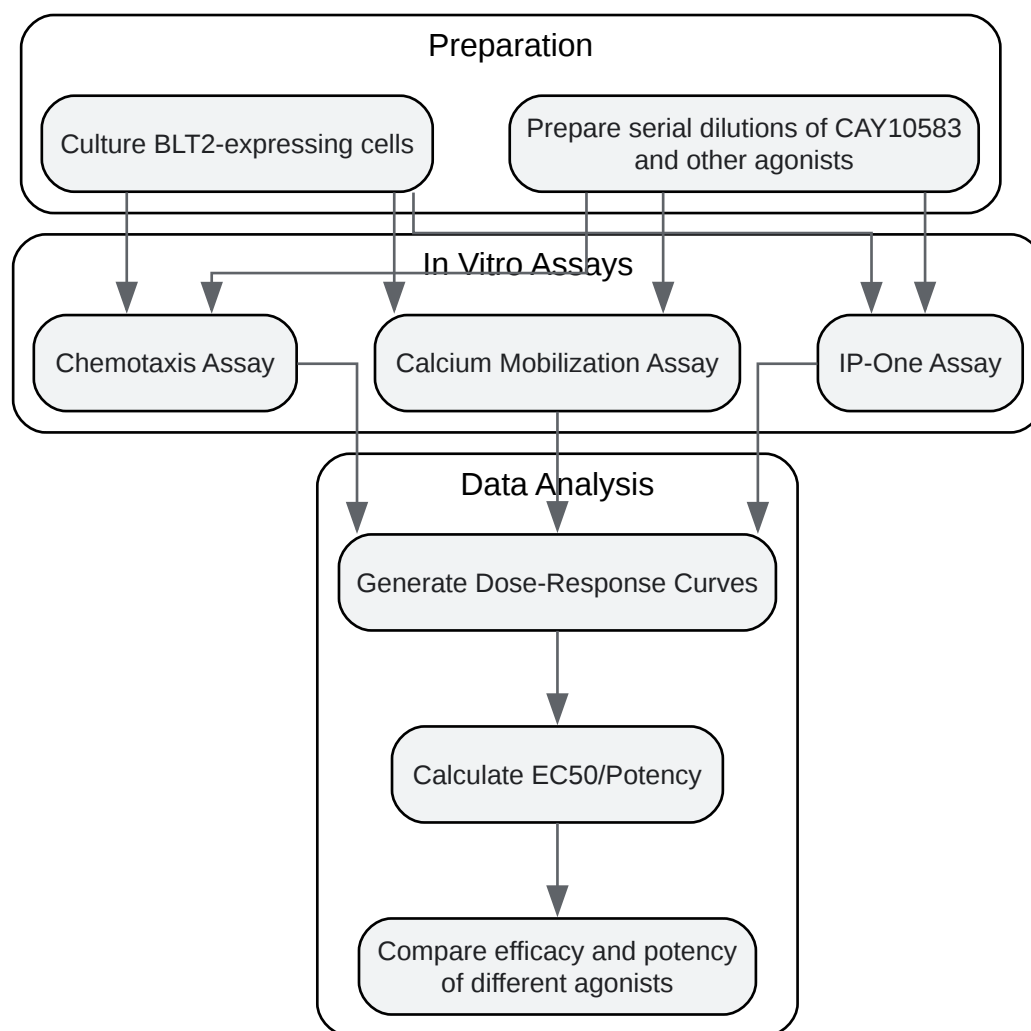 Preparation
Culture BLT2-expressing cells
Prepare serial dilutions of CAY10583
and other agonists
In Vitro Assays
Chemotaxis Assay
Calcium Mobilization Assay
IP-One Assay
Data Analysis
Generate Dose-Response Curves
Calculate EC50/Potency
Compare efficacy and potency
of different agonists